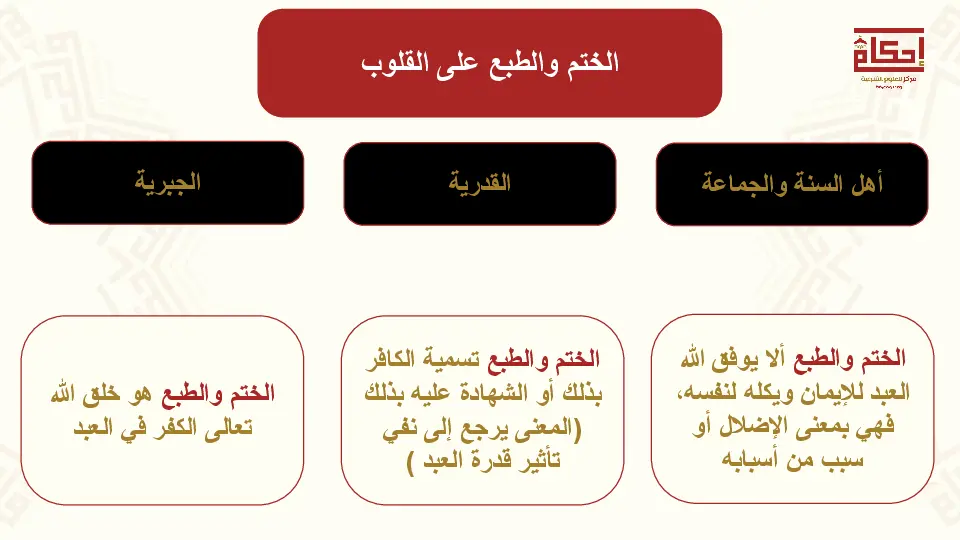 الختم والطبع على القلوب
إحكام
مركز للعلوم الشرعية
أهل السنة والجماعة
القدرية
الجبرية
الختم والطبع ألا يوفق الله
العبد للإيمان ويكله لنفسه،
فهي بمعنى الإضلال أو
سبب من أسبابه
الختم والطبع تسمية الكافر
بذلك أو الشهادة عليه بذلك
(المعنى يرجع إلى نفي
تأثير قدرة العبد )
الختم والطبع هو خلق الله
تعالى الكفر في العبد